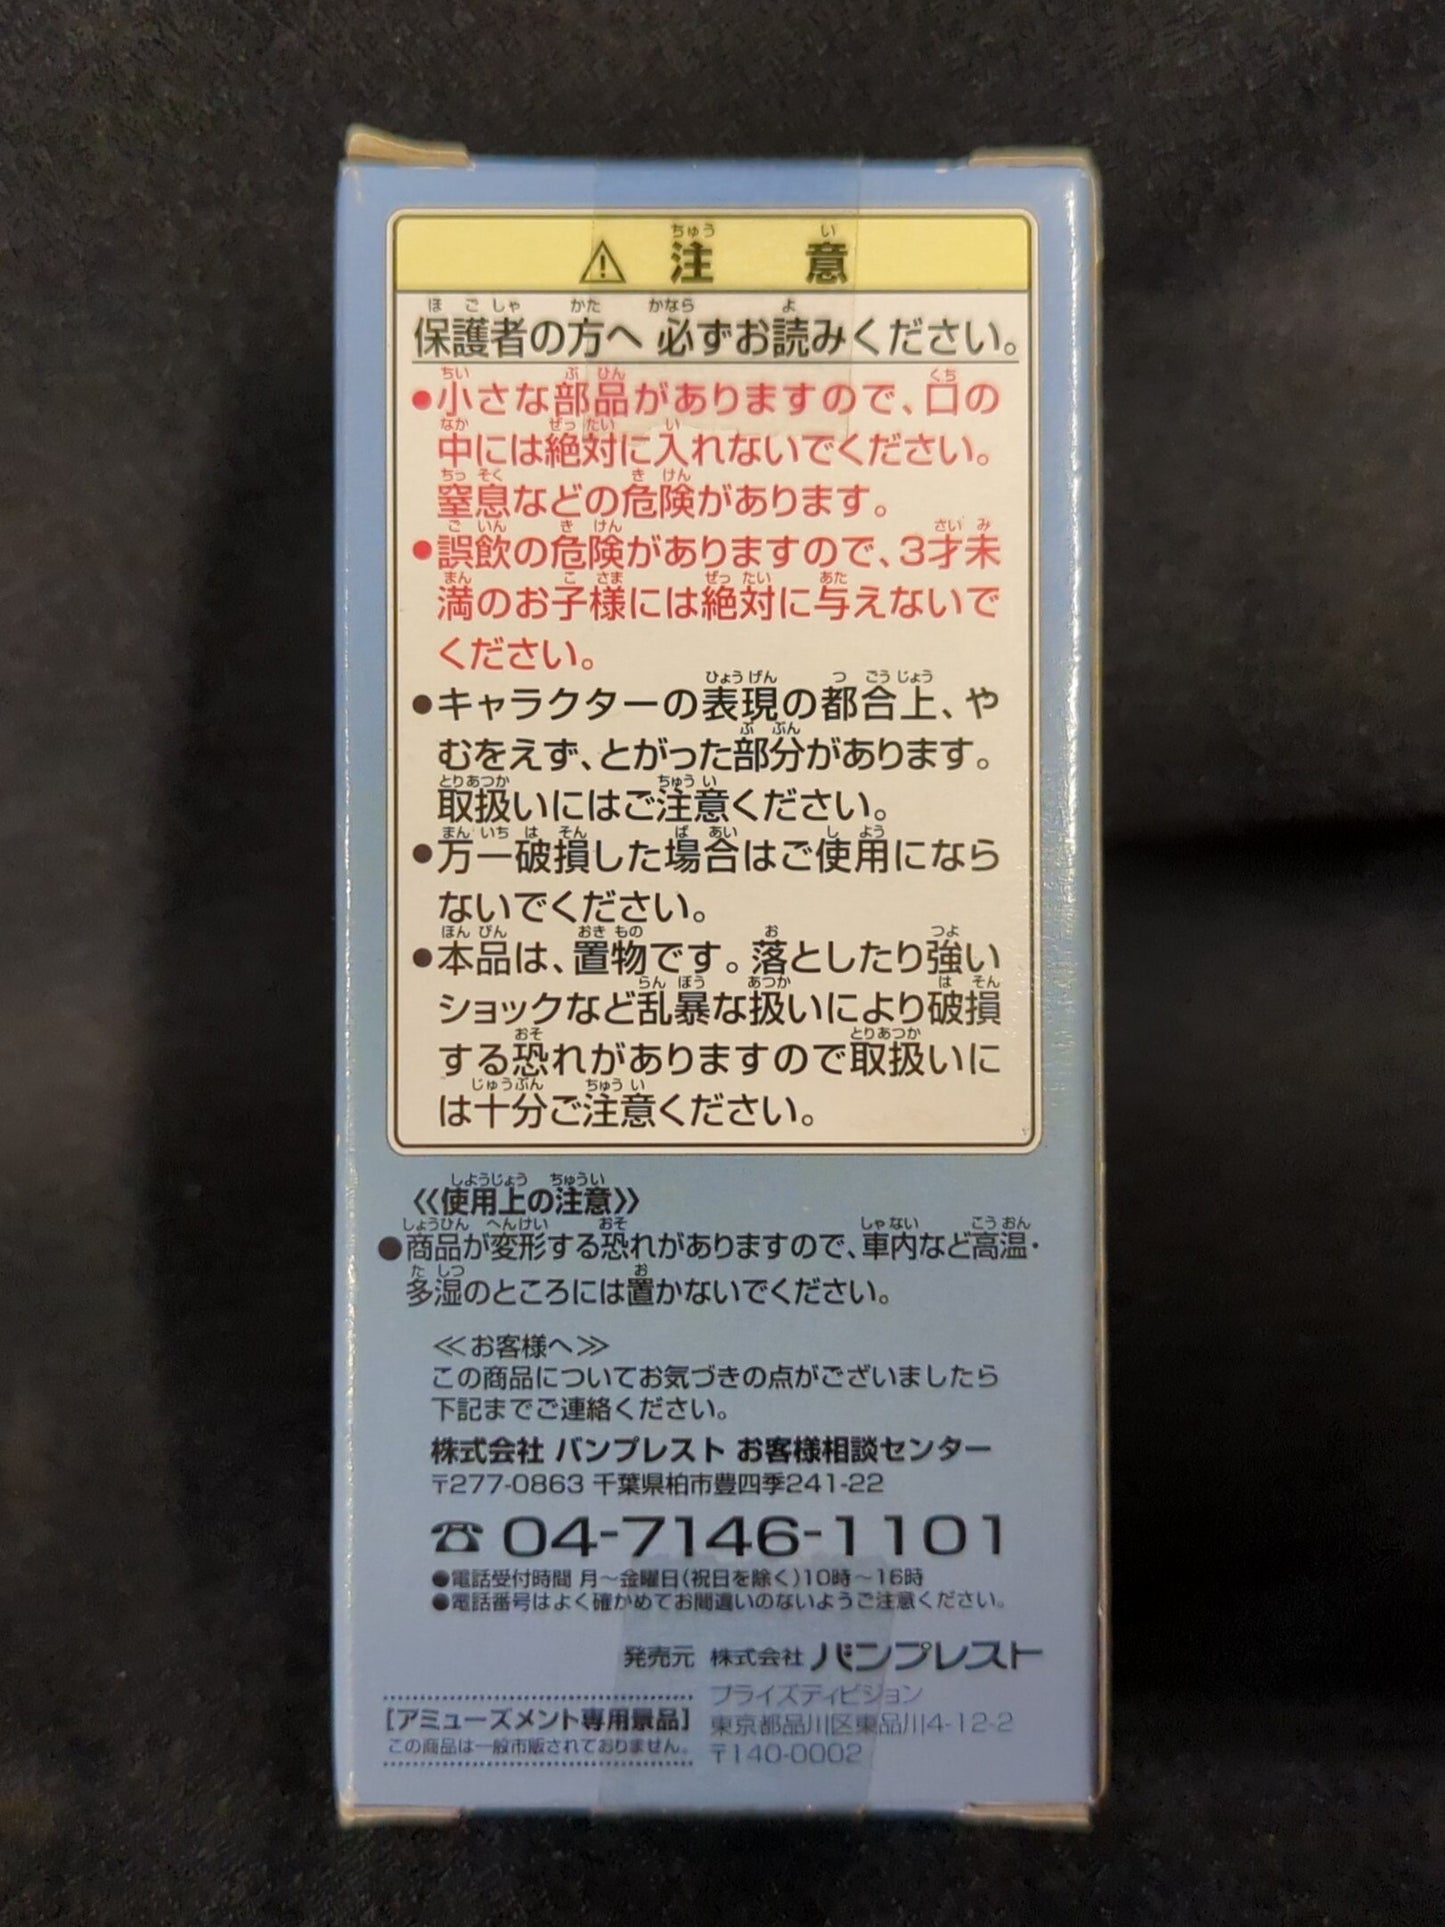 ⚠ 注意
保護者の方へ 必ずお読みください。
●小さな部品がありますので、口の
中には絶対に入れないでください。
窒息などの危険があります。
●誤飲の危険がありますので、3才未
満のお子様には絶対に与えないで
ください。
●キャラクターの表現の都合上、や
むをえず、とがった部分があります。
取扱いにはご注意ください。
●万一破損した場合はご使用になら
ないでください。
●本品は、置物です。落としたり強い
ショックなど乱暴な扱いにより破損
する恐れがありますので取扱いに
は十分ご注意ください。
《使用上の注意》
●商品が変形する恐れがありますので、車内など高温・
多湿のところには置かないでください。
≪お客様へ≫
この商品についてお気づきの点がございましたら
下記までご連絡ください。
株式会社 バンプレスト お客様相談センター
〒277-0863 千葉県柏市豊四季241-22
☎ 04-7146-1101
●電話受付時間 月～金曜日(祝日を除く)10時～16時
●電話番号はよく確かめてお間違いのないようご注意ください。
発売元 株式会社 バンプレスト
プライズディビジョン
東京都品川区東品川4-12-2
〒140-0002
[アミューズメント専用景品]
この商品は一般市販されておりません。